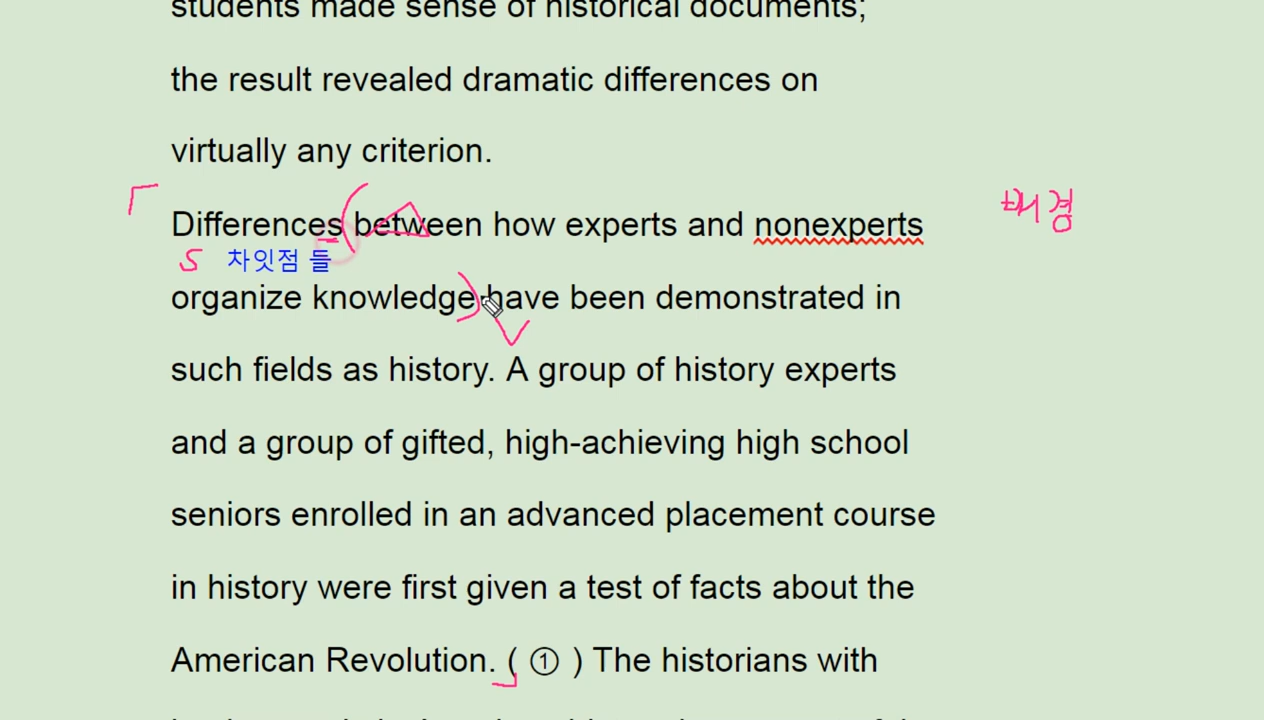 students made sense of historical documents;
the result revealed dramatic differences on
virtually any criterion.
Differences between how experts and nonexperts 배경
S 차잇점 들
organize knowledge have been demonstrated in
V
such fields as history. A group of history experts
and a group of gifted, high-achieving high school
seniors enrolled in an advanced placement course
in history were first given a test of facts about the
American Revolution. ( ① ) The historians with